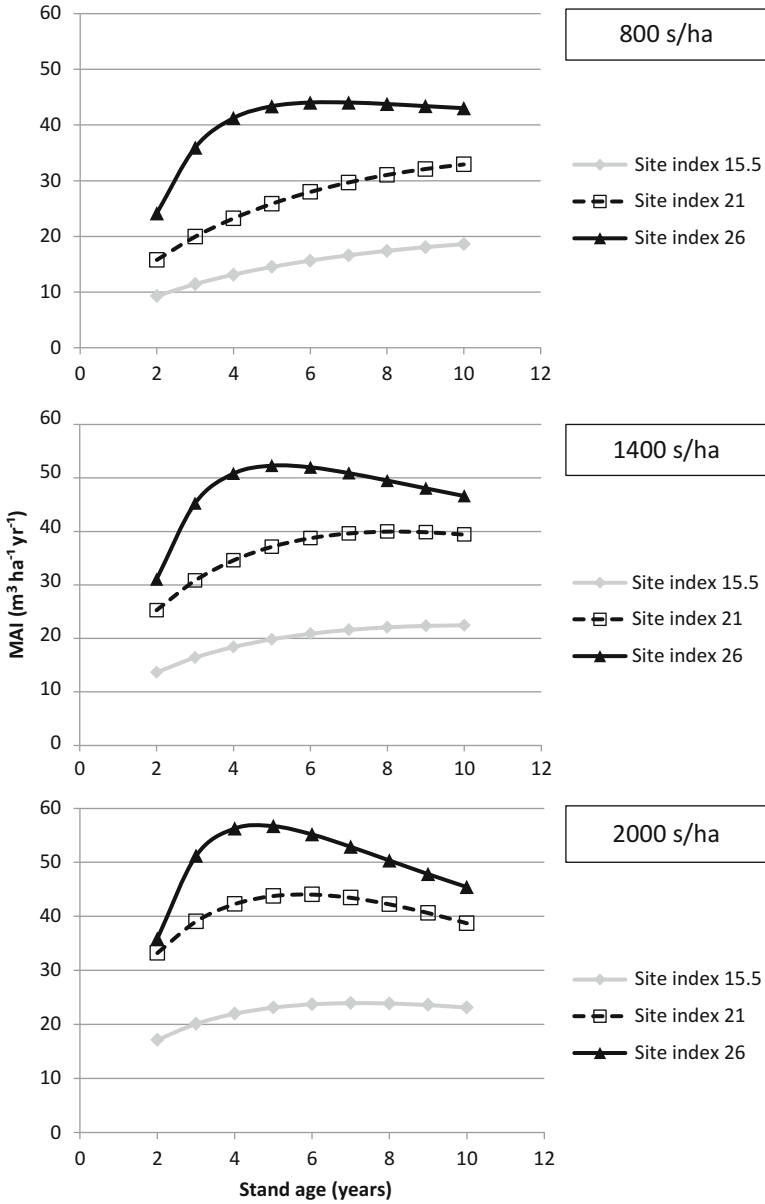 800 s/ha
60
50
40
30
20
10
0
0 2 4 6 8 10 12
Site index 15.5
Site index 21
Site index 26
1400 s/ha
60
50
40
30
20
10
0
0 2 4 6 8 10 12
Site index 15.5
Site index 21
Site index 26
MAI (m³ ha⁻¹ yr⁻¹)
2000 s/ha
60
50
40
30
20
10
0
0 2 4 6 8 10 12
Site index 15.5
Site index 21
Site index 26
Stand age (years)